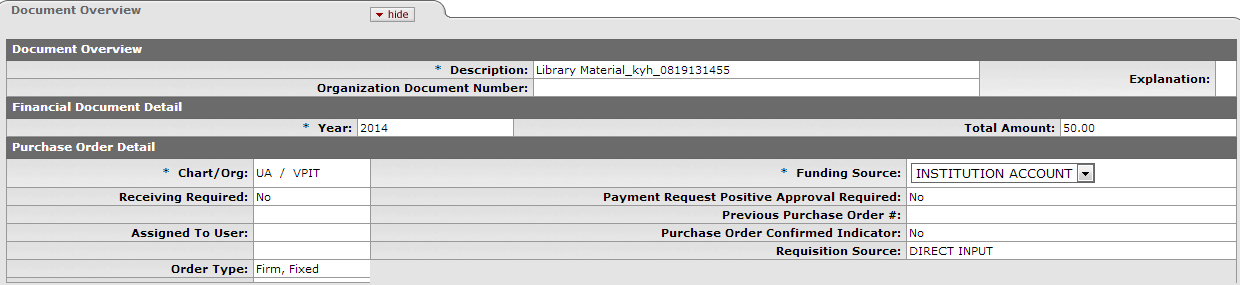 Document Overview
hide
Document Overview
* Description: Library Material_kyh_0819131455
Explanation:
Organization Document Number:
Financial Document Detail
* Year: 2014 Total Amount: 50.00
Purchase Order Detail
* Chart/Org: UA / VPIT * Funding Source: INSTITUTION ACCOUNT
Receiving Required: No Payment Request Positive Approval Required: No
Previous Purchase Order #:
Assigned To User: Purchase Order Confirmed Indicator: No
Requisition Source: DIRECT INPUT
Order Type: Firm, Fixed